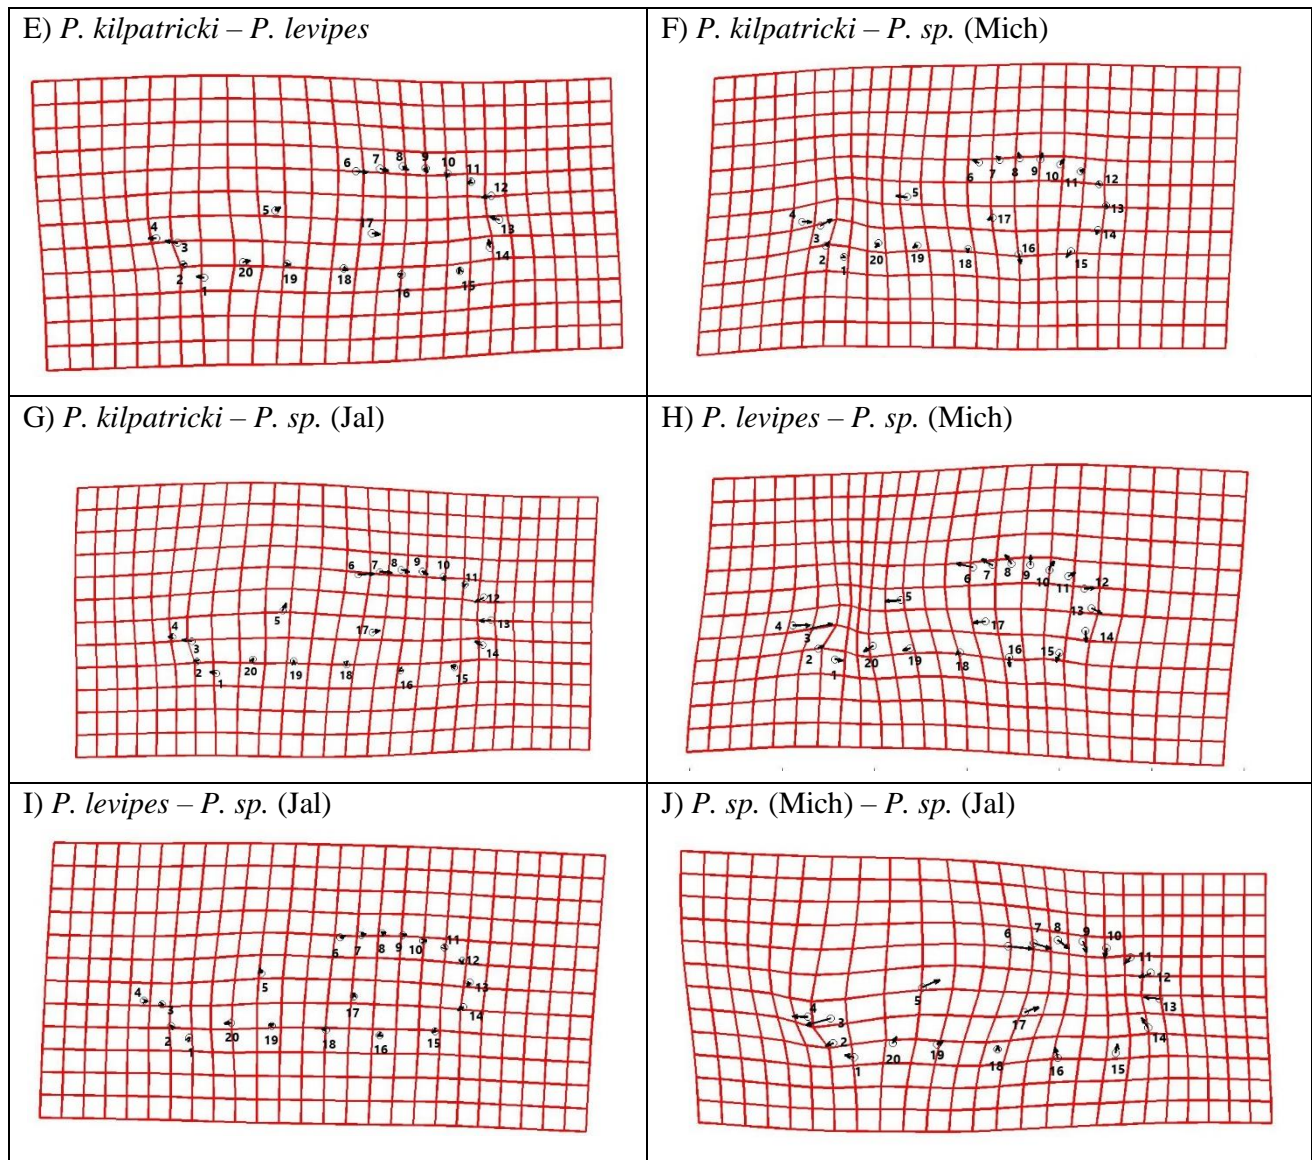 E) P. kilpatricki – P. levipes
6 7 8 9 10 11
12
5 17 13
4 3 14
2 1 20 19 18 16 15
F) P. kilpatricki – P. sp. (Mich)
6 7 8 9 10 11 12
5 13
4 17 14
3 2 1 20 19 18 16 15
G) P. kilpatricki – P. sp. (Jal)
6 7 8 9 10 11
12
5 17 13
4 3 14
2 1 20 19 18 16 15
H) P. levipes – P. sp. (Mich)
6 7 8 9 10 11 12
5 13
4 17 14
3 2 1 20 19 18 16 15
I) P. levipes – P. sp. (Jal)
6 7 8 9 10 11
12
5 13
4 3 17 14
2 1 20 19 18 16 15
J) P. sp. (Mich) – P. sp. (Jal)
6 7 8 9 10
11 12
5 13
4 3 17 14
2 1 20 19 18 16 15